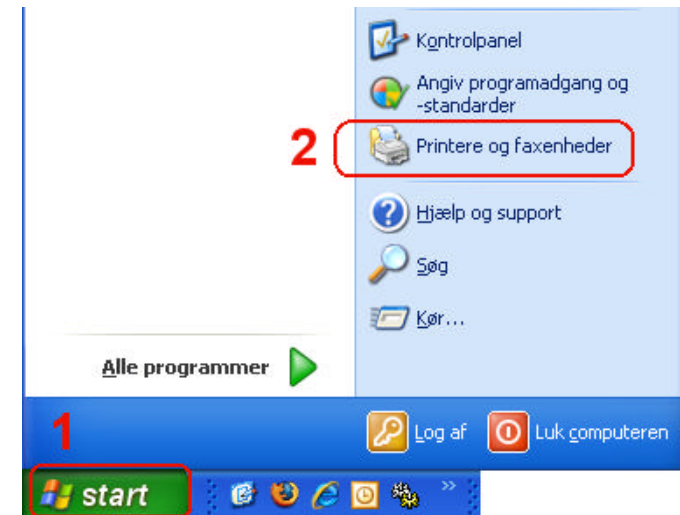 Kontrolpanel
Angiv programadgang og
-standarder
2
Printere og faxenheder
Hjælp og support
Søg
Kør...
Alle programmer
1
Log af
Luk computeren
start
»